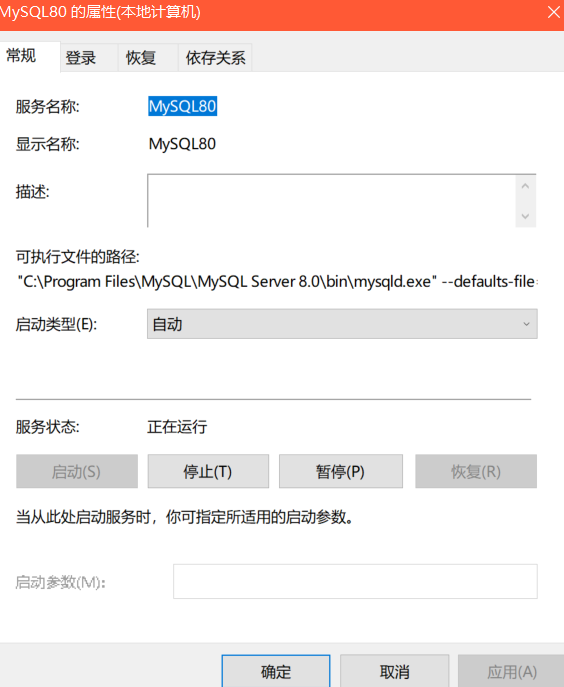 MySQL80 的属性(本地计算机)
常规 登录 恢复 依存关系
服务名称: MySQL80
显示名称: MySQL80
描述:
可执行文件的路径:
"C:\Program Files\MySQL\MySQL Server 8.0\bin\mysqld.exe" --defaults-file=
启动类型(E): 自动
服务状态: 正在运行
启动(S) 停止(T) 暂停(P) 恢复(R)
当从此处启动服务时，你可指定所适用的启动参数。
启动参数(M):
确定 取消 应用(A)